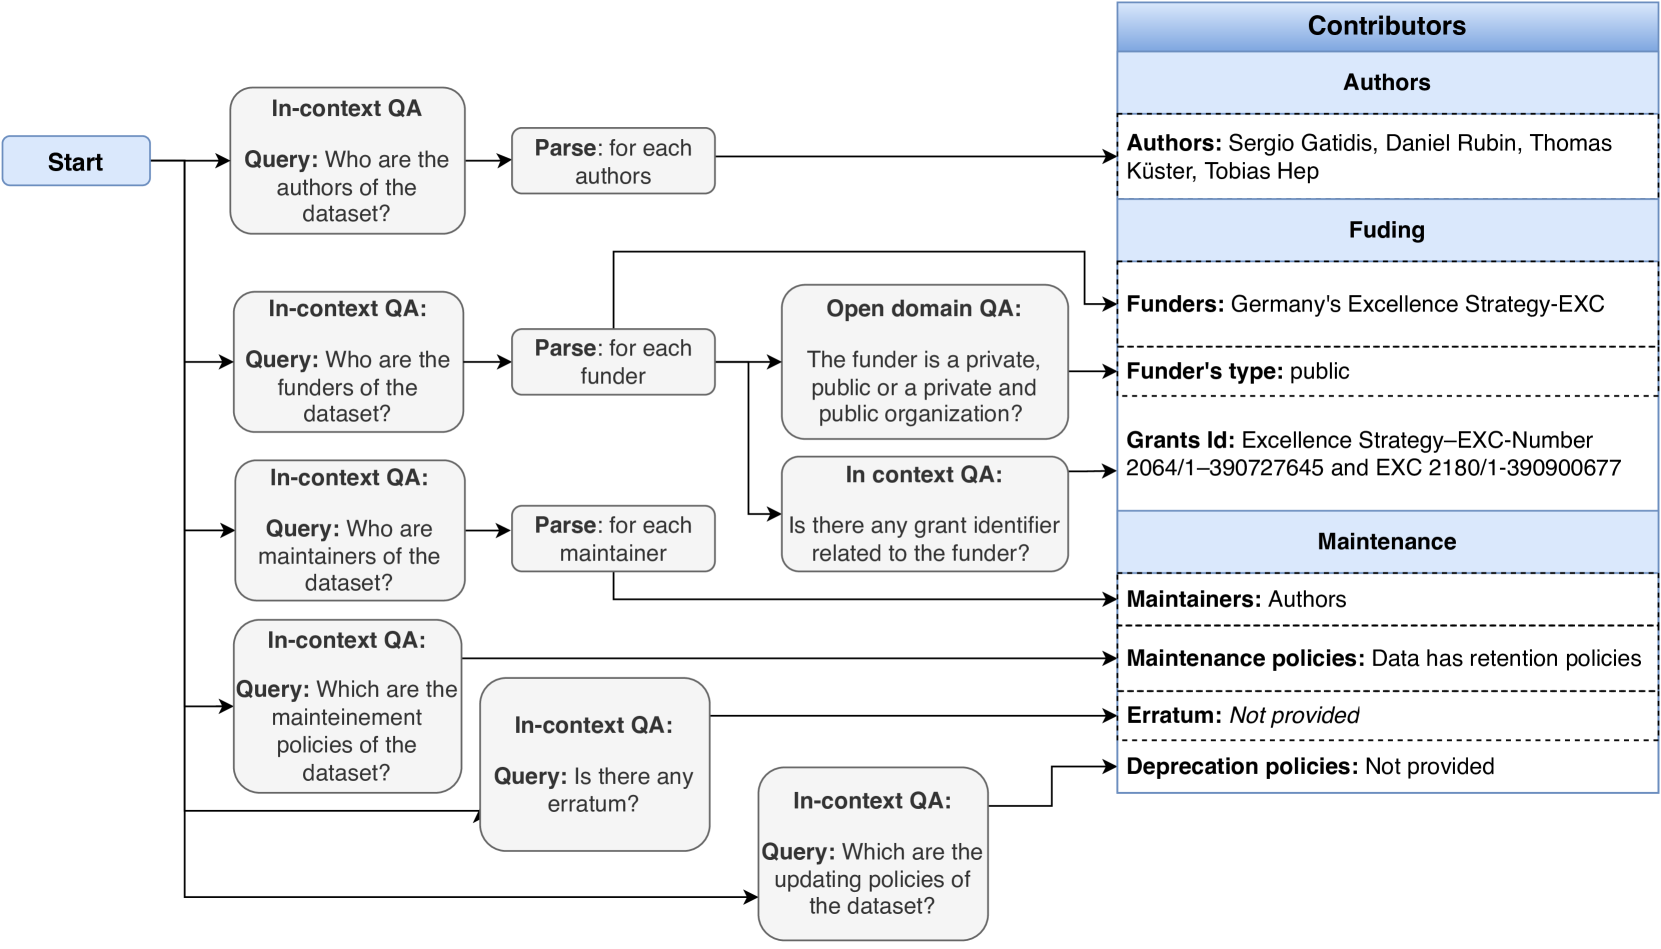 Start
In-context QA
Query: Who are the
authors of the
dataset?
Parse: for each
authors
In-context QA:
Query: Who are the
funders of the
dataset?
Parse: for each
funder
Open domain QA:
The funder is a private,
public or a private and
public organization?
In context QA:
Is there any grant identifier
related to the funder?
In-context QA:
Query: Who are
maintainers of the
dataset?
Parse: for each
maintainer
In-context QA:
Query: Which are the
mainteinement
policies of the
dataset?
In-context QA:
Query: Is there any
erratum?
In-context QA:
Query: Which are the
updating policies of
the dataset?
Contributors
Authors
Authors: Sergio Gatidis, Daniel Rubin, Thomas
Küster, Tobias Hep
Fuding
Funders: Germany's Excellence Strategy-EXC
Funder's type: public
Grants Id: Excellence Strategy–EXC-Number
2064/1–390727645 and EXC 2180/1-390900677
Maintenance
Maintainers: Authors
Maintenance policies: Data has retention policies
Erratum: Not provided
Deprecation policies: Not provided